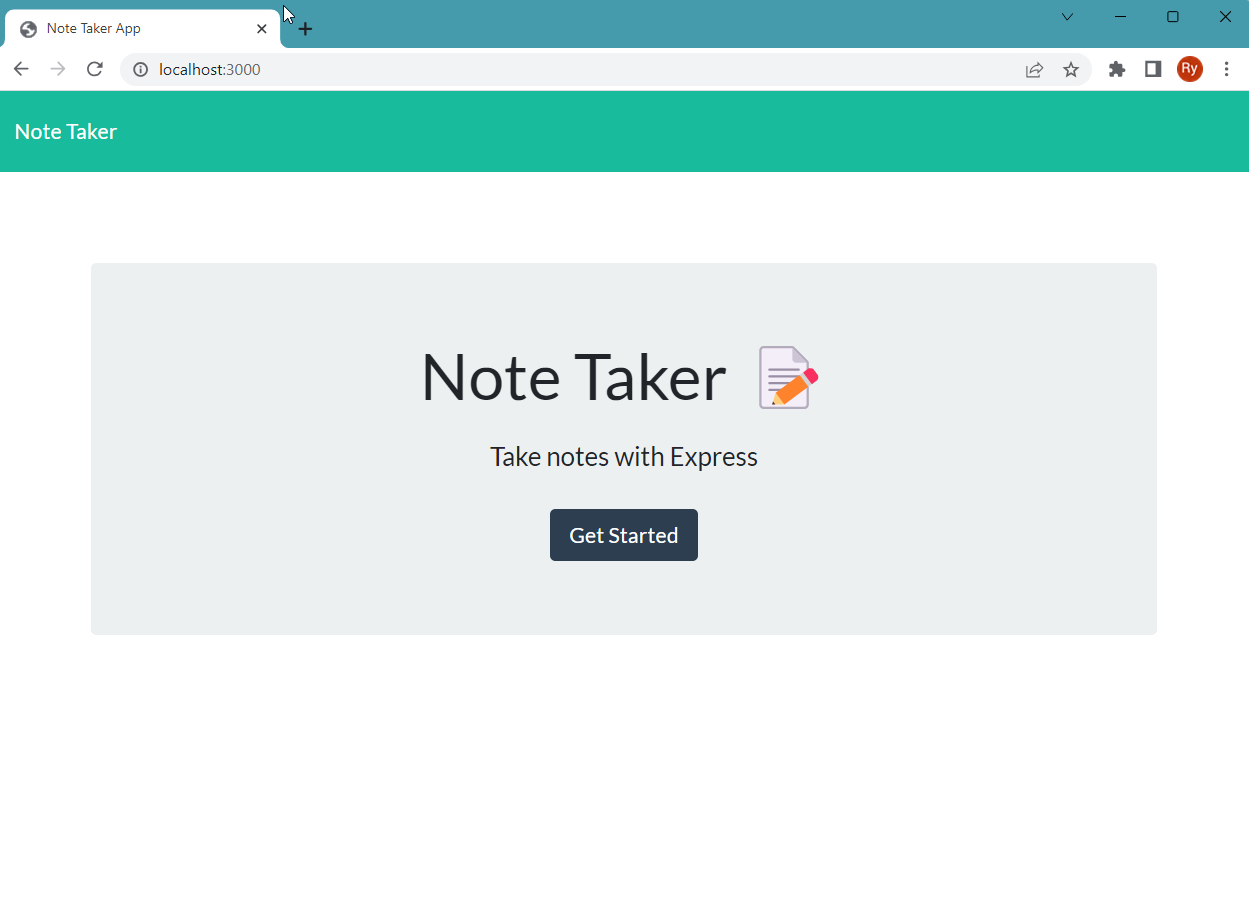 Note Taker App
localhost:3000
Ry
Note Taker
Note Taker
Take notes with Express
Get Started